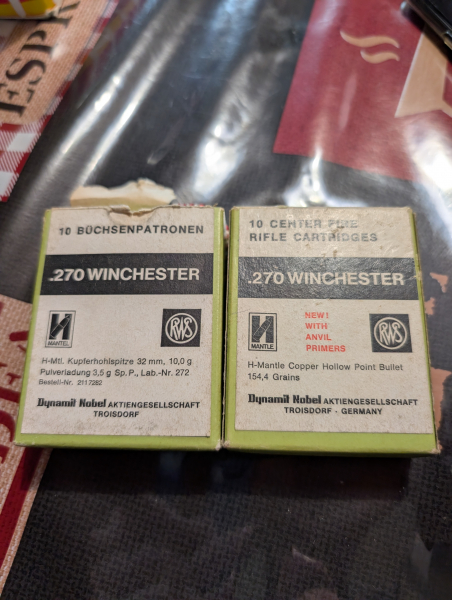 ESPR
10 BÜCHSENPATRONEN
.270 WINCHESTER
H
MANTEL
RWS
H-Mtl. Kupferhohlspitze 32 mm, 10,0 g
Pulverladung 3,5 g Sp. P., Lab.-Nr. 272
Bestell-Nr. 2117282
Dynamit Nobel AKTIENGESELLSCHAFT
TROISDORF
10 CENTER FIRE
RIFLE CARTRIDGES
.270 WINCHESTER
H
MANTLE
NEW!
WITH
ANVIL
PRIMERS
RWS
H-Mantle Copper Hollow Point Bullet
154,4 Grains
Dynamit Nobel AKTIENGESELLSCHAFT
TROISDORF - GERMANY